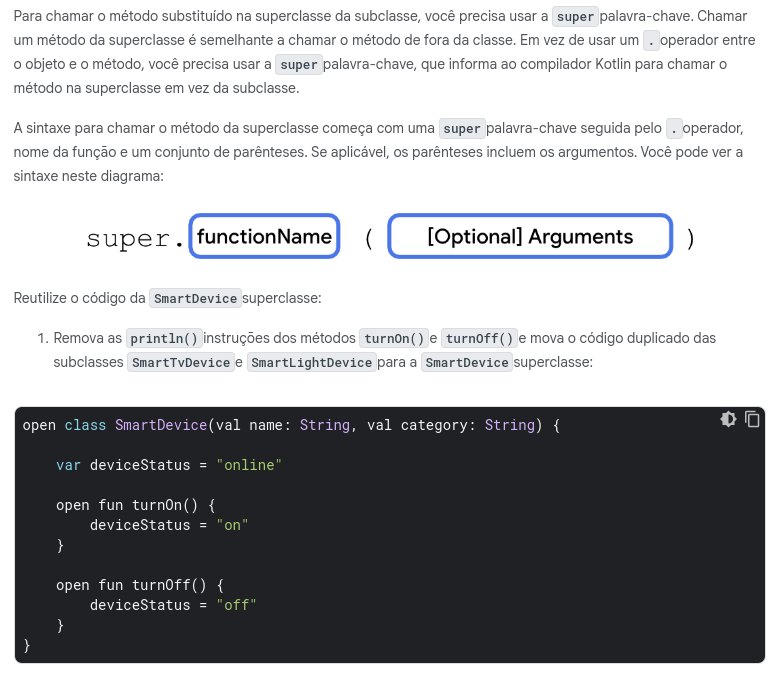 Para chamar o método substituído na superclasse da subclasse, você precisa usar a super palavra-chave. Chamar
um método da superclasse é semelhante a chamar o método de fora da classe. Em vez de usar um . operador entre
o objeto e o método, você precisa usar a super palavra-chave, que informa ao compilador Kotlin para chamar o
método na superclasse em vez da subclasse.
A sintaxe para chamar o método da superclasse começa com uma super palavra-chave seguida pelo . operador,
nome da função e um conjunto de parênteses. Se aplicável, os parênteses incluem os argumentos. Você pode ver a
sintaxe neste diagrama:
super. functionName ( [Optional] Arguments )
Reutilize o código da SmartDevice superclasse:
1. Remova as println() instruções dos métodos turnOn() e turnOff() e mova o código duplicado das
subclasses SmartTvDevice e SmartLightDevice para a SmartDevice superclasse:
open class SmartDevice(val name: String, val category: String) {
    var deviceStatus = "online"
    open fun turnOn() {
        deviceStatus = "on"
    }
    open fun turnOff() {
        deviceStatus = "off"
    }
}